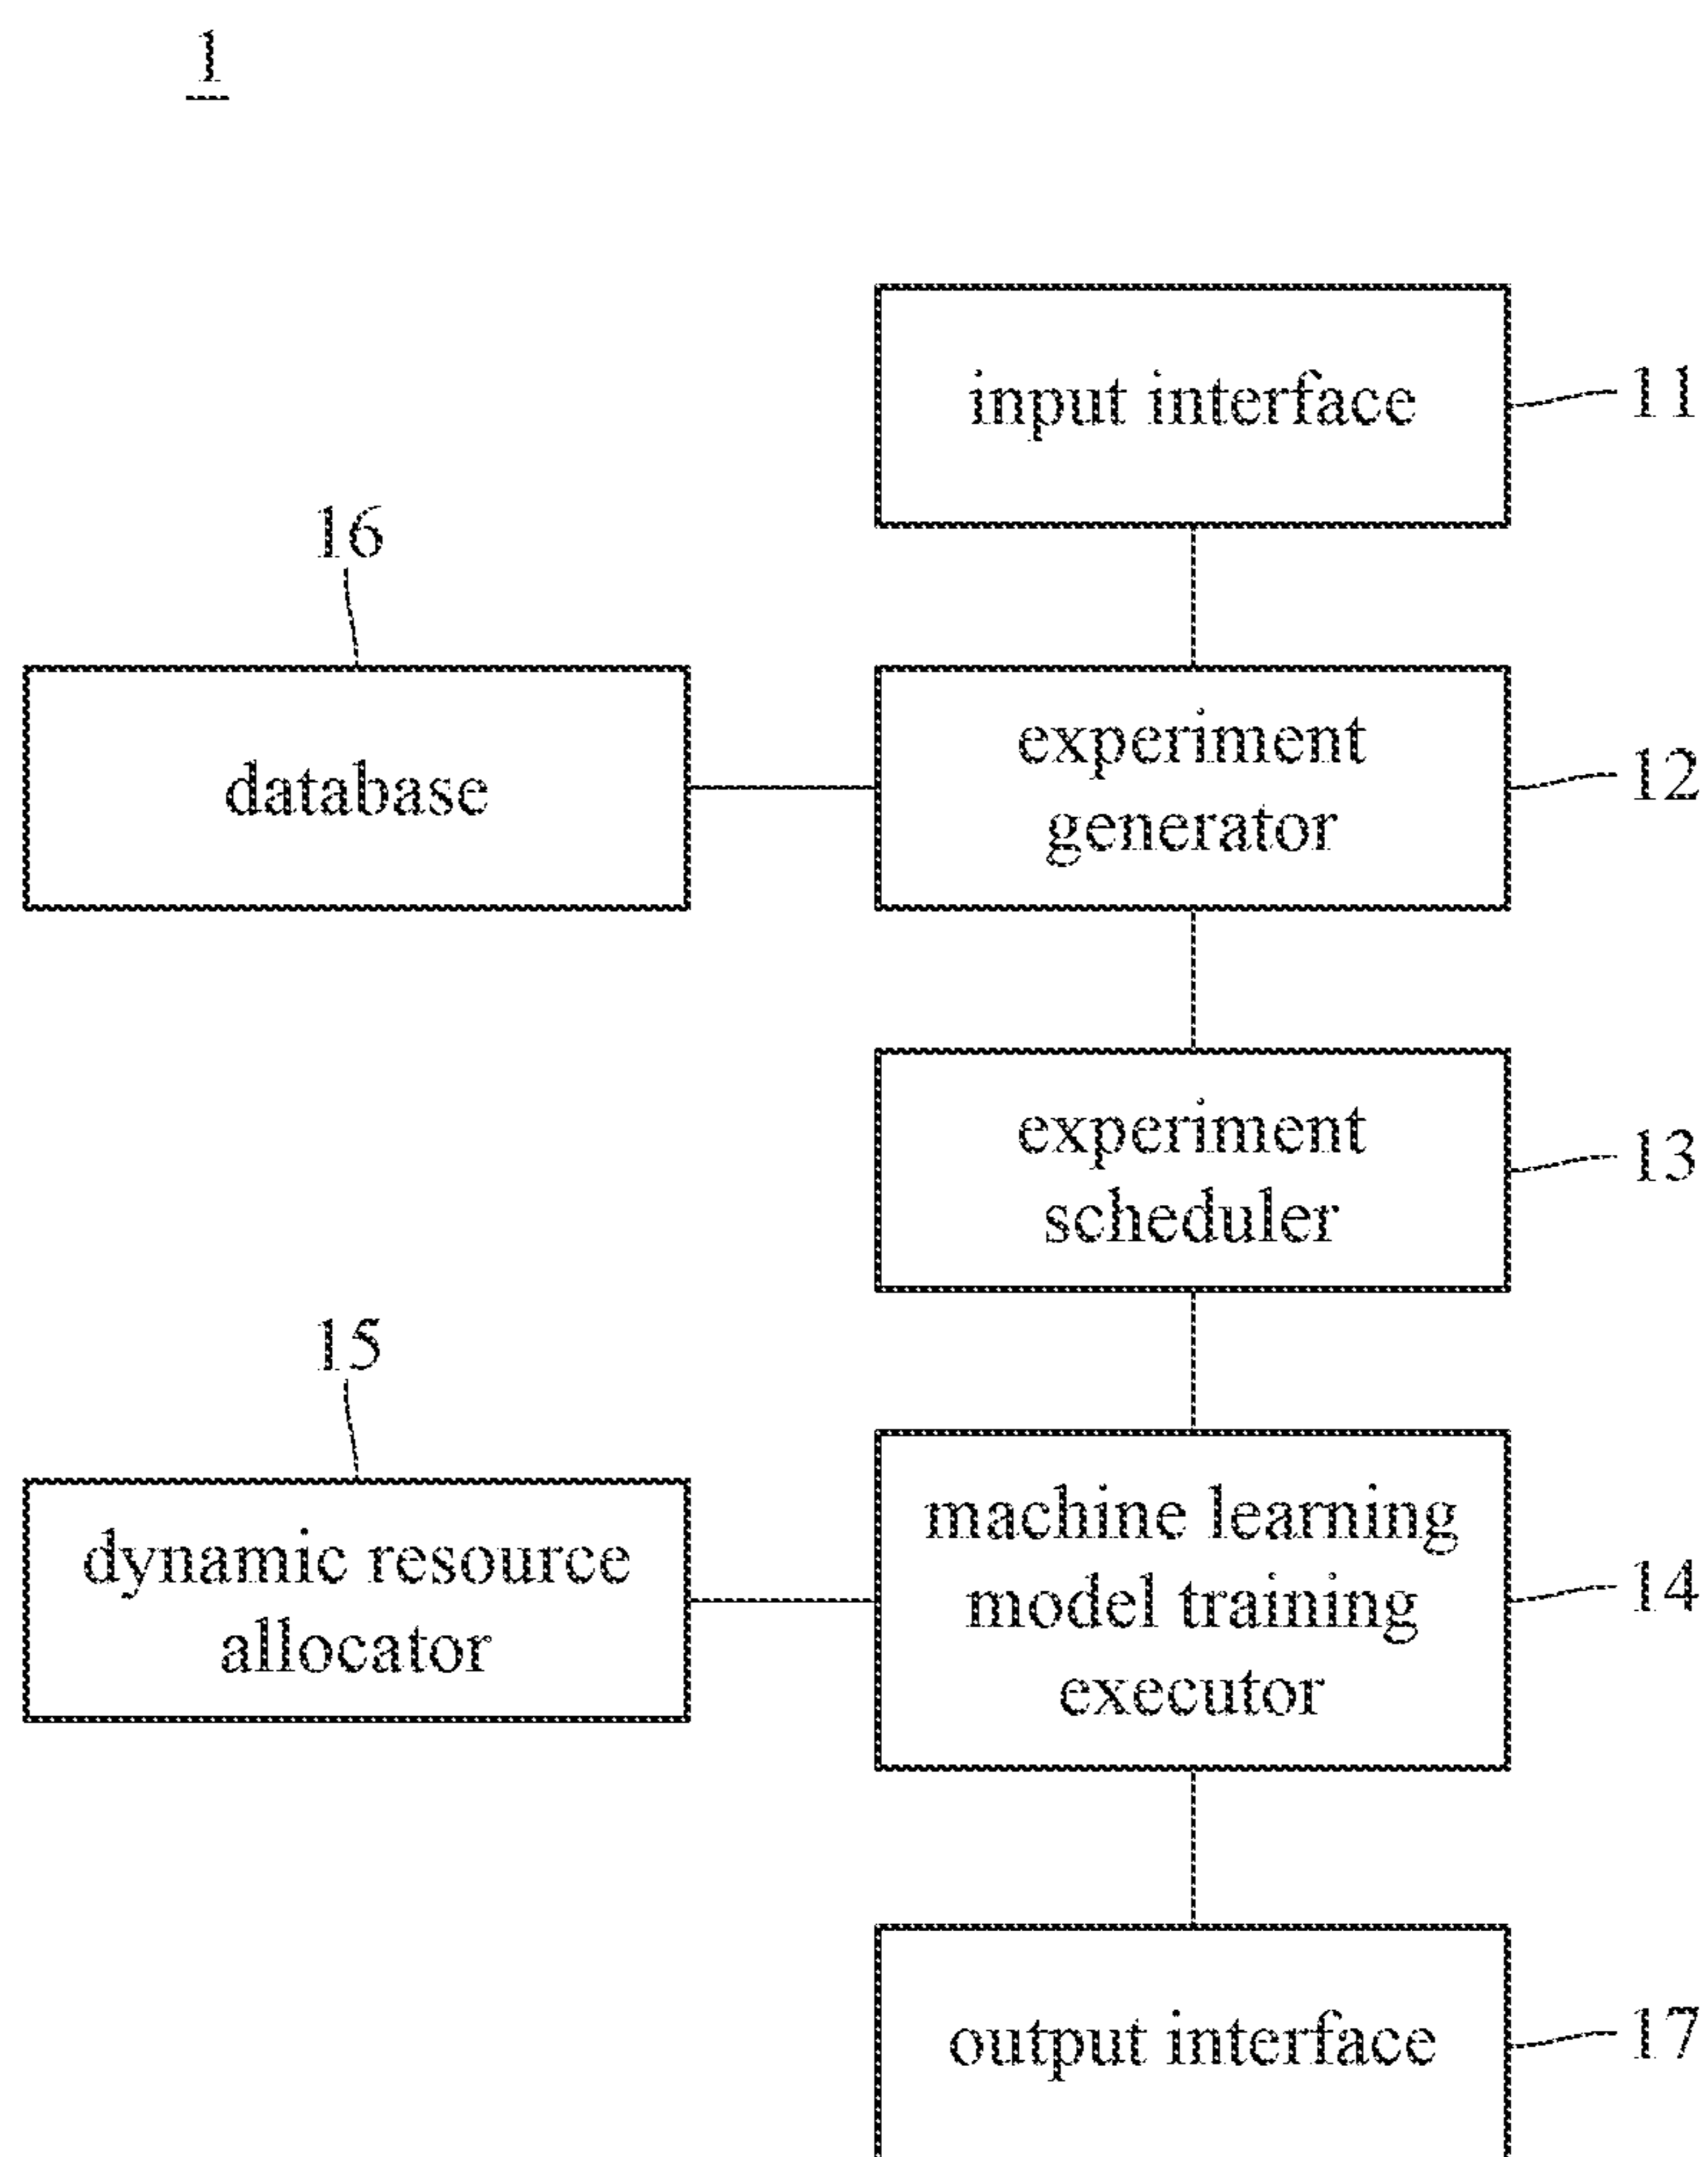 1
input interface
11
16
database
experiment
generator
12
experiment
scheduler
13
15
dynamic resource
allocator
machine learning
model training
executor
14
output interface
17